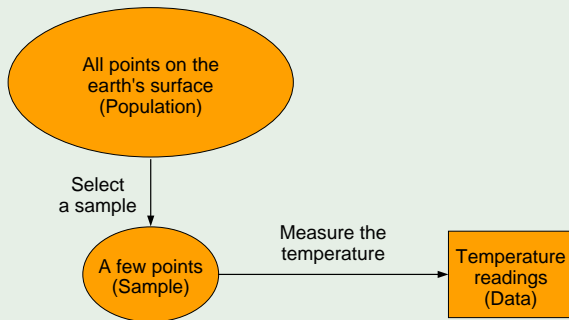 All points on the
earth's surface
(Population)
Select
a sample
A few points
(Sample)
Measure the
temperature
Temperature
readings
(Data)